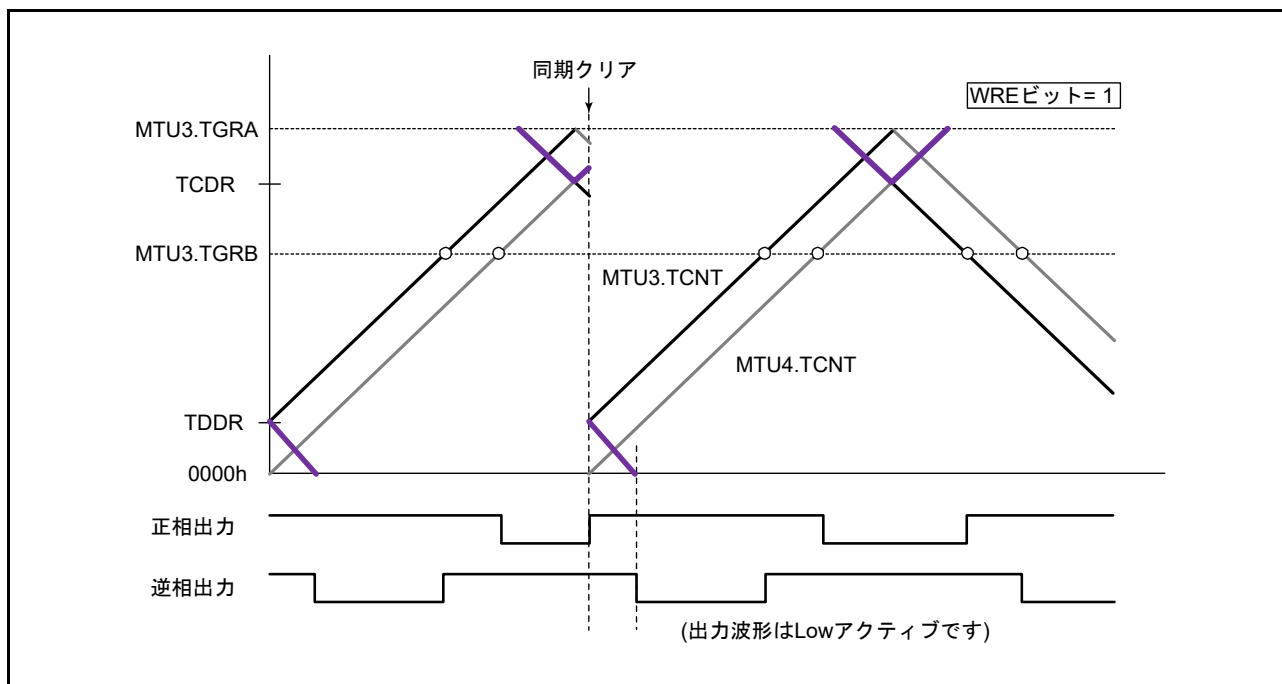 同期クリア
WREビット= 1
MTU3.TGRA
TCDR
MTU3.TGRB
MTU3.TCNT
MTU4.TCNT
TDDR
0000h
正相出力
逆相出力
(出力波形はLowアクティブです)